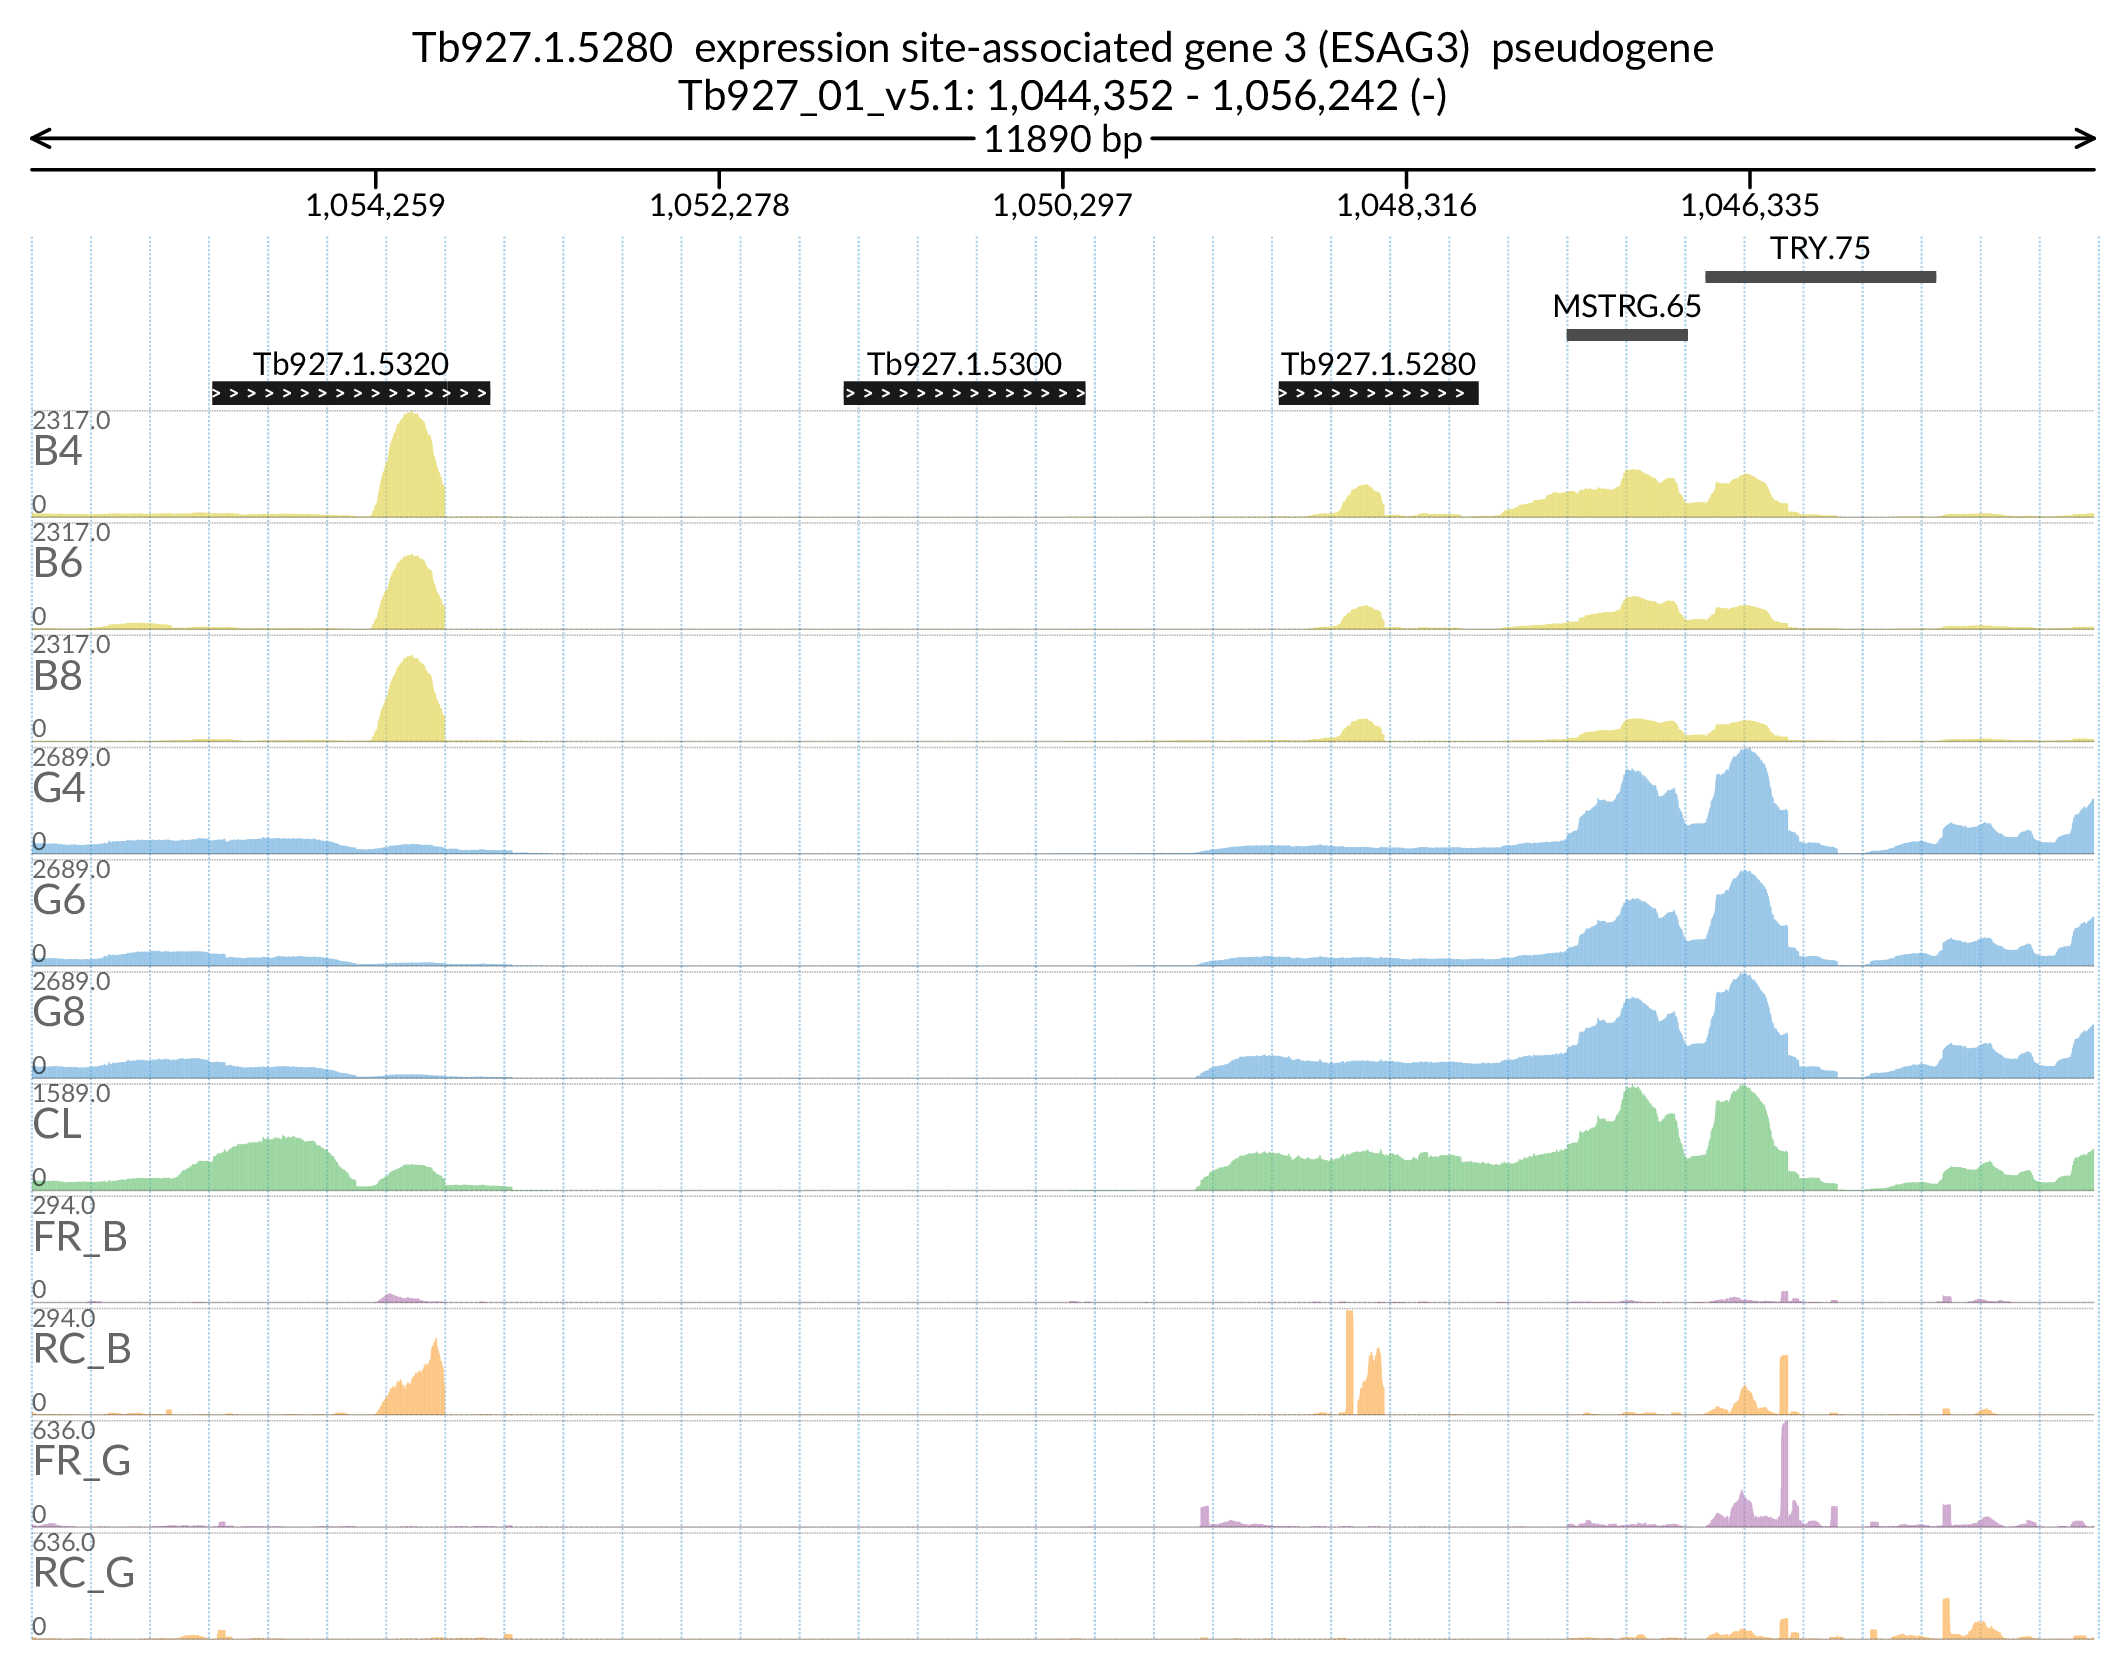 Tb927.1.5280 expression site-associated gene 3 (ESAG3) pseudogene
Tb927_01_v5.1: 1,044,352 - 1,056,242 (-)
11890 bp
1,054,259 1,052,278 1,050,297 1,048,316 1,046,335
TRY.75
MSTRG.65
Tb927.1.5320 Tb927.1.5300 Tb927.1.5280
2317.0
B4
0
2317.0
B6
0
2317.0
B8
0
2689.0
G4
0
2689.0
G6
0
2689.0
G8
0
1589.0
CL
0
294.0
FR_B
0
294.0
RC_B
0
636.0
FR_G
0
636.0
RC_G
0